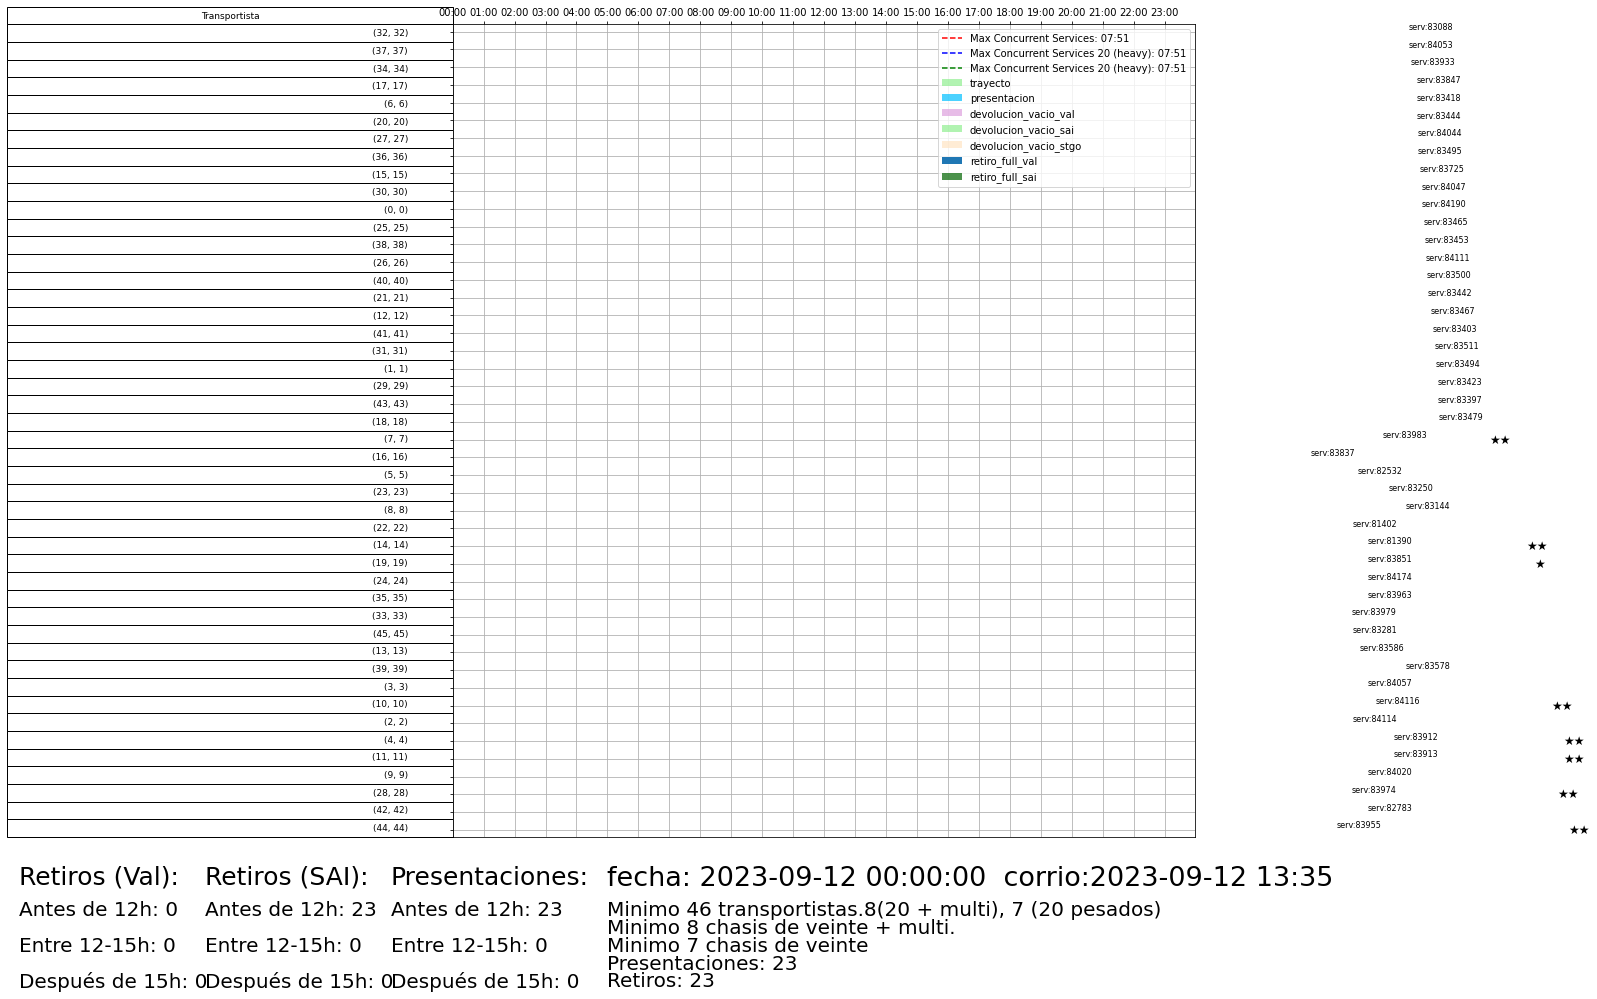 Transportista
00:00 01:00 02:00 03:00 04:00 05:00 06:00 07:00 08:00 09:00 10:00 11:00 12:00 13:00 14:00 15:00 16:00 17:00 18:00 19:00 20:00 21:00 22:00 23:00
Max Concurrent Services: 07:51
Max Concurrent Services 20 (heavy): 07:51
Max Concurrent Services 20 (heavy): 07:51
trayecto
presentacion
devolucion_vacio_val
devolucion_vacio_sai
devolucion_vacio_stgo
retiro_full_val
retiro_full_sai
(32, 32) serv:83088
(37, 37) serv:84053
(34, 34) serv:83933
(17, 17) serv:83847
(6, 6) serv:83418
(20, 20) serv:83444
(27, 27) serv:84044
(36, 36) serv:83495
(15, 15) serv:83725
(30, 30) serv:84047
(0, 0) serv:84190
(25, 25) serv:83465
(38, 38) serv:83453
(26, 26) serv:84111
(40, 40) serv:83500
(21, 21) serv:83442
(12, 12) serv:83467
(41, 41) serv:83403
(31, 31) serv:83511
(1, 1) serv:83494
(29, 29) serv:83423
(43, 43) serv:83397
(18, 18) serv:83479
(7, 7) serv:83983 ★★
(16, 16) serv:83837
(5, 5) serv:82532
(23, 23) serv:83250
(8, 8) serv:83144
(22, 22) serv:81402
(14, 14) serv:81390 ★★
(19, 19) serv:83851 ★
(24, 24) serv:84174
(35, 35) serv:83963
(33, 33) serv:83979
(45, 45) serv:83281
(13, 13) serv:83586
(39, 39) serv:83578
(3, 3) serv:84057
(10, 10) serv:84116 ★★
(2, 2) serv:84114
(4, 4) serv:83912 ★★
(11, 11) serv:83913 ★★
(9, 9) serv:84020
(28, 28) serv:83974 ★★
(42, 42) serv:82783
(44, 44) serv:83955 ★★
Retiros (Val):
Antes de 12h: 0
Entre 12-15h: 0
Después de 15h: 0
Retiros (SAI):
Antes de 12h: 23
Entre 12-15h: 0
Después de 15h: 0
Presentaciones:
Antes de 12h: 23
Entre 12-15h: 0
Después de 15h: 0
fecha: 2023-09-12 00:00:00 corrio:2023-09-12 13:35
Minimo 46 transportistas.8(20 + multi), 7 (20 pesados)
Minimo 8 chasis de veinte + multi.
Minimo 7 chasis de veinte
Presentaciones: 23
Retiros: 23